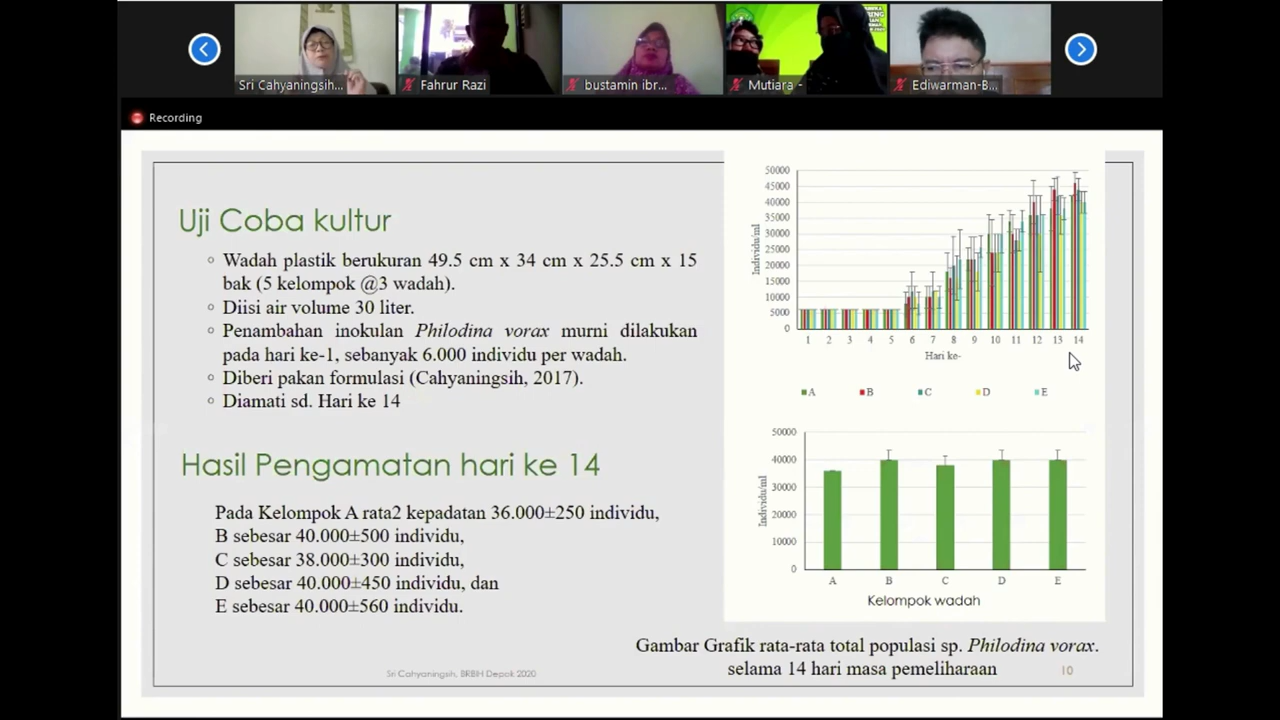 Sri Cahyaningsih...
Fahrur Razi
bustamin ibr...
Mutiara -
Ediwarman-B...
Recording
Uji Coba kultur
◦ Wadah plastik berukuran 49.5 cm x 34 cm x 25.5 cm x 15
bak (5 kelompok @3 wadah).
◦ Diisi air volume 30 liter.
◦ Penambahan inokulan Philodina vorax murni dilakukan
pada hari ke-1, sebanyak 6.000 individu per wadah.
◦ Diberi pakan formulasi (Cahyaningsih, 2017).
◦ Diamati sd. Hari ke 14
Hasil Pengamatan hari ke 14
Pada Kelompok A rata2 kepadatan 36.000±250 individu,
B sebesar 40.000±500 individu,
C sebesar 38.000±300 individu,
D sebesar 40.000±450 individu, dan
E sebesar 40.000±560 individu.
50000
45000
40000
35000
30000
25000
20000
15000
10000
5000
0
Individu/ml
1 2 3 4 5 6 7 8 9 10 11 12 13 14
Hari ke-
A B C D E
50000
40000
30000
20000
10000
0
Individu/ml
A B C D E
Kelompok wadah
Gambar Grafik rata-rata total populasi sp. Philodina vorax.
selama 14 hari masa pemeliharaan
Sri Cahyaningsih, BRBIH Depok 2020
10